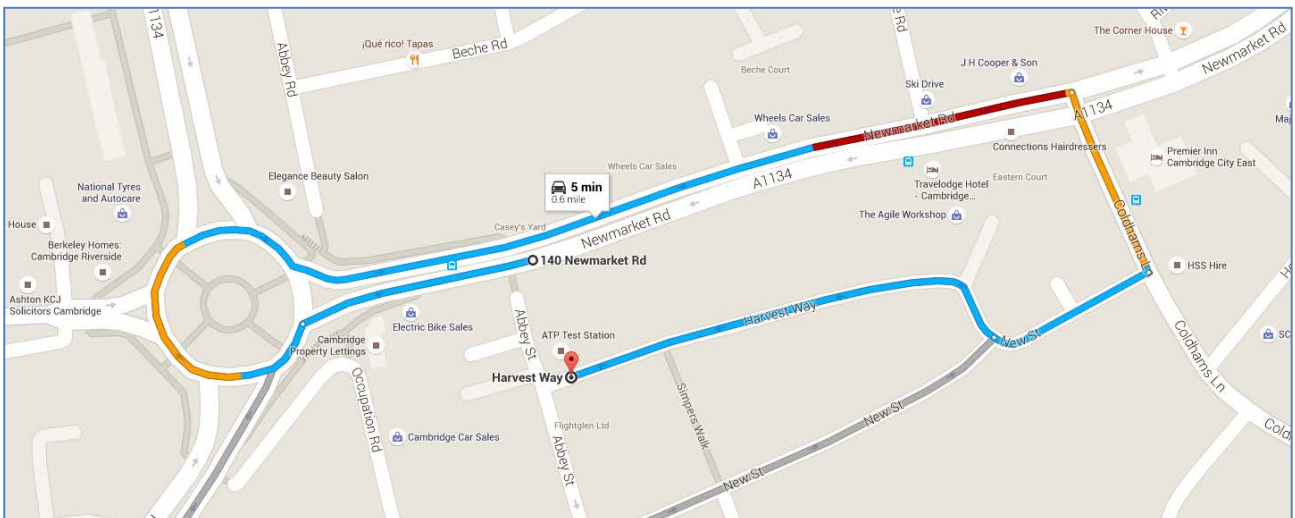 1134
Abbey Rd
¡Qué rico! Tapas
Beche Rd
Beche Court
Rd
The Corner House
Newmarket Rd
J H Cooper & Son
Ski Drive
Wheels Car Sales
Newmarket Rd
A1134
Connections Hairdressers
Premier Inn
Cambridge City East
Maj
Wheels Car Sales
Elegance Beauty Salon
National Tyres
and Autocare
5 min
0.6 mile
A1134
Eastern Court
Travelodge Hotel
- Cambridge...
The Agile Workshop
Casey's Yard
Newmarket Rd
Coldhams Ln
House
Berkeley Homes:
Cambridge Riverside
140 Newmarket Rd
HSS Hire
Ashton KCJ
Solicitors Cambridge
Electric Bike Sales
Harvest Way
Cambridge
Property Lettings
Abbey St
ATP Test Station
New St
SC
Coldhams Ln
Harvest Way
Occupation Rd
Simpers Walk
New St
Flightglen Ltd
Cambridge Car Sales
Abbey St
Cold
New St